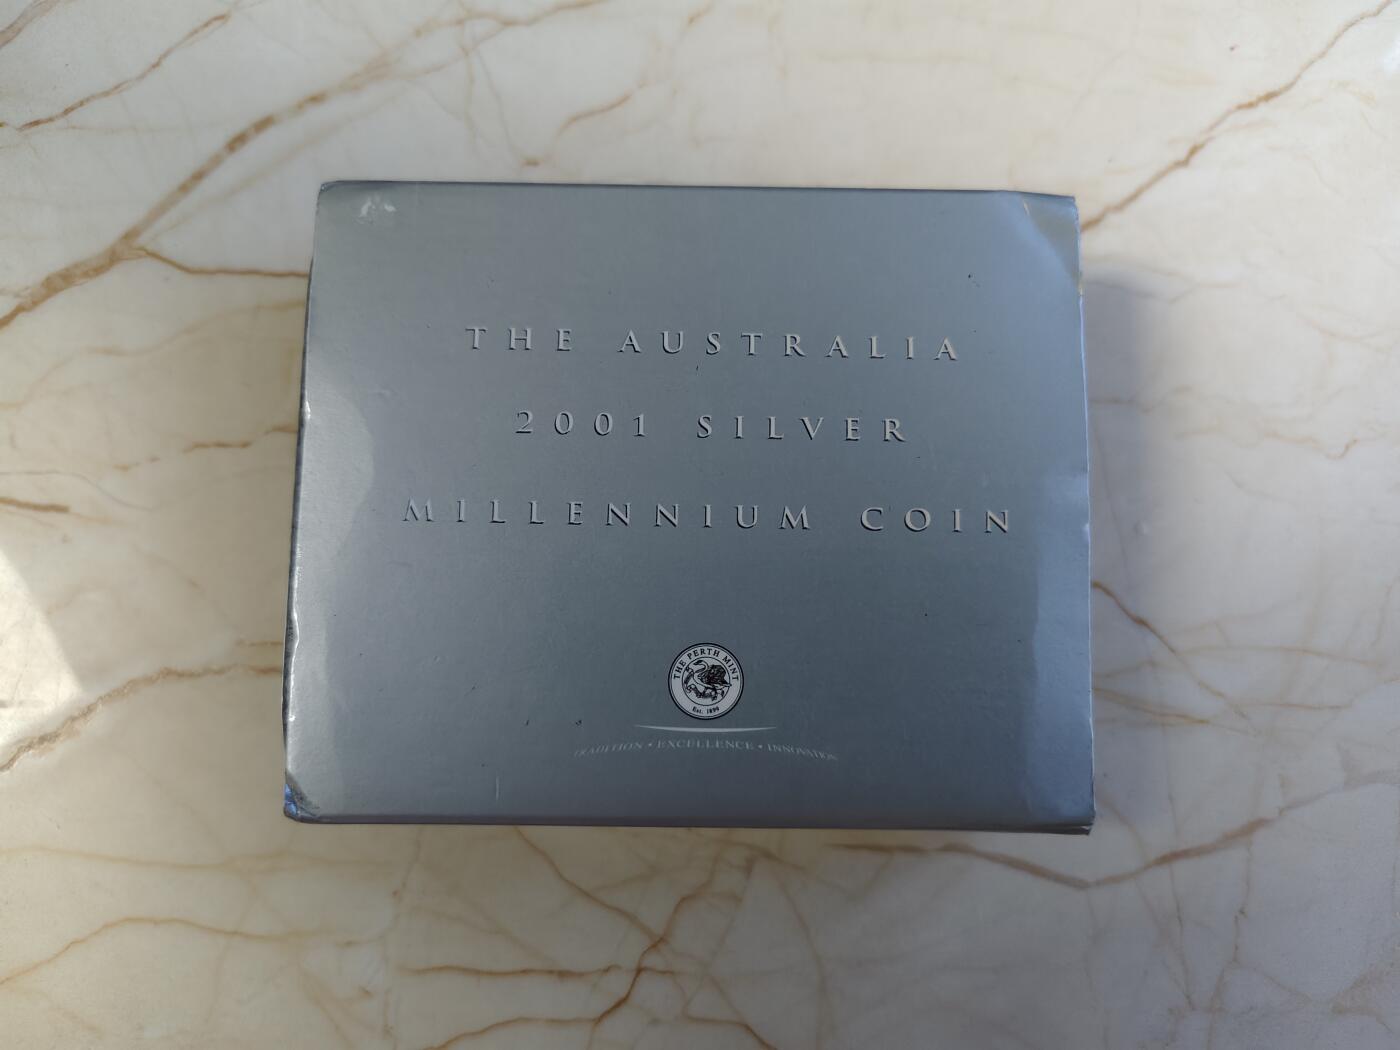 THE AUSTRALIA
2001 SILVER
MILLENNIUM COIN
THE PERTH MINT
Est. 1899
TRADITION • EXCELLENCE • INNOVATION